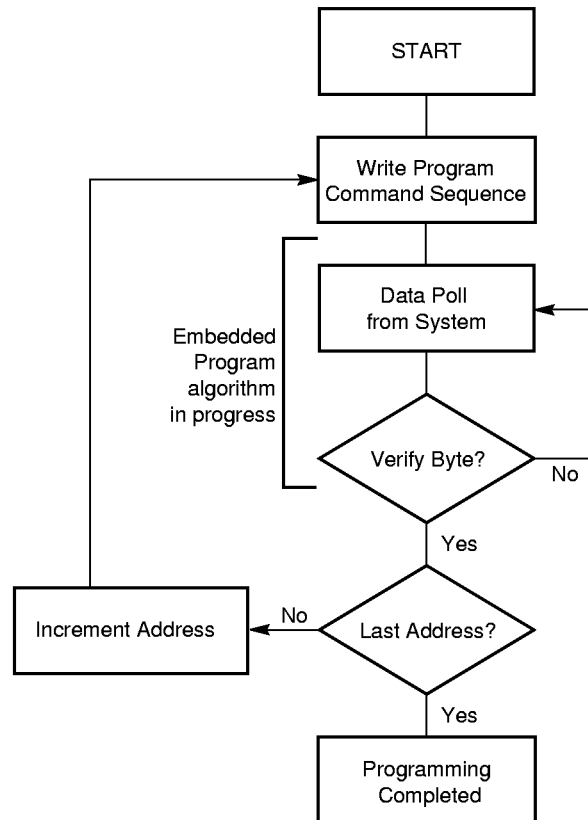 START
Write Program
Command Sequence
Data Poll
from System
Embedded
Program
algorithm
in progress
Verify Byte?
No
Yes
Increment Address
No
Last Address?
Yes
Programming
Completed